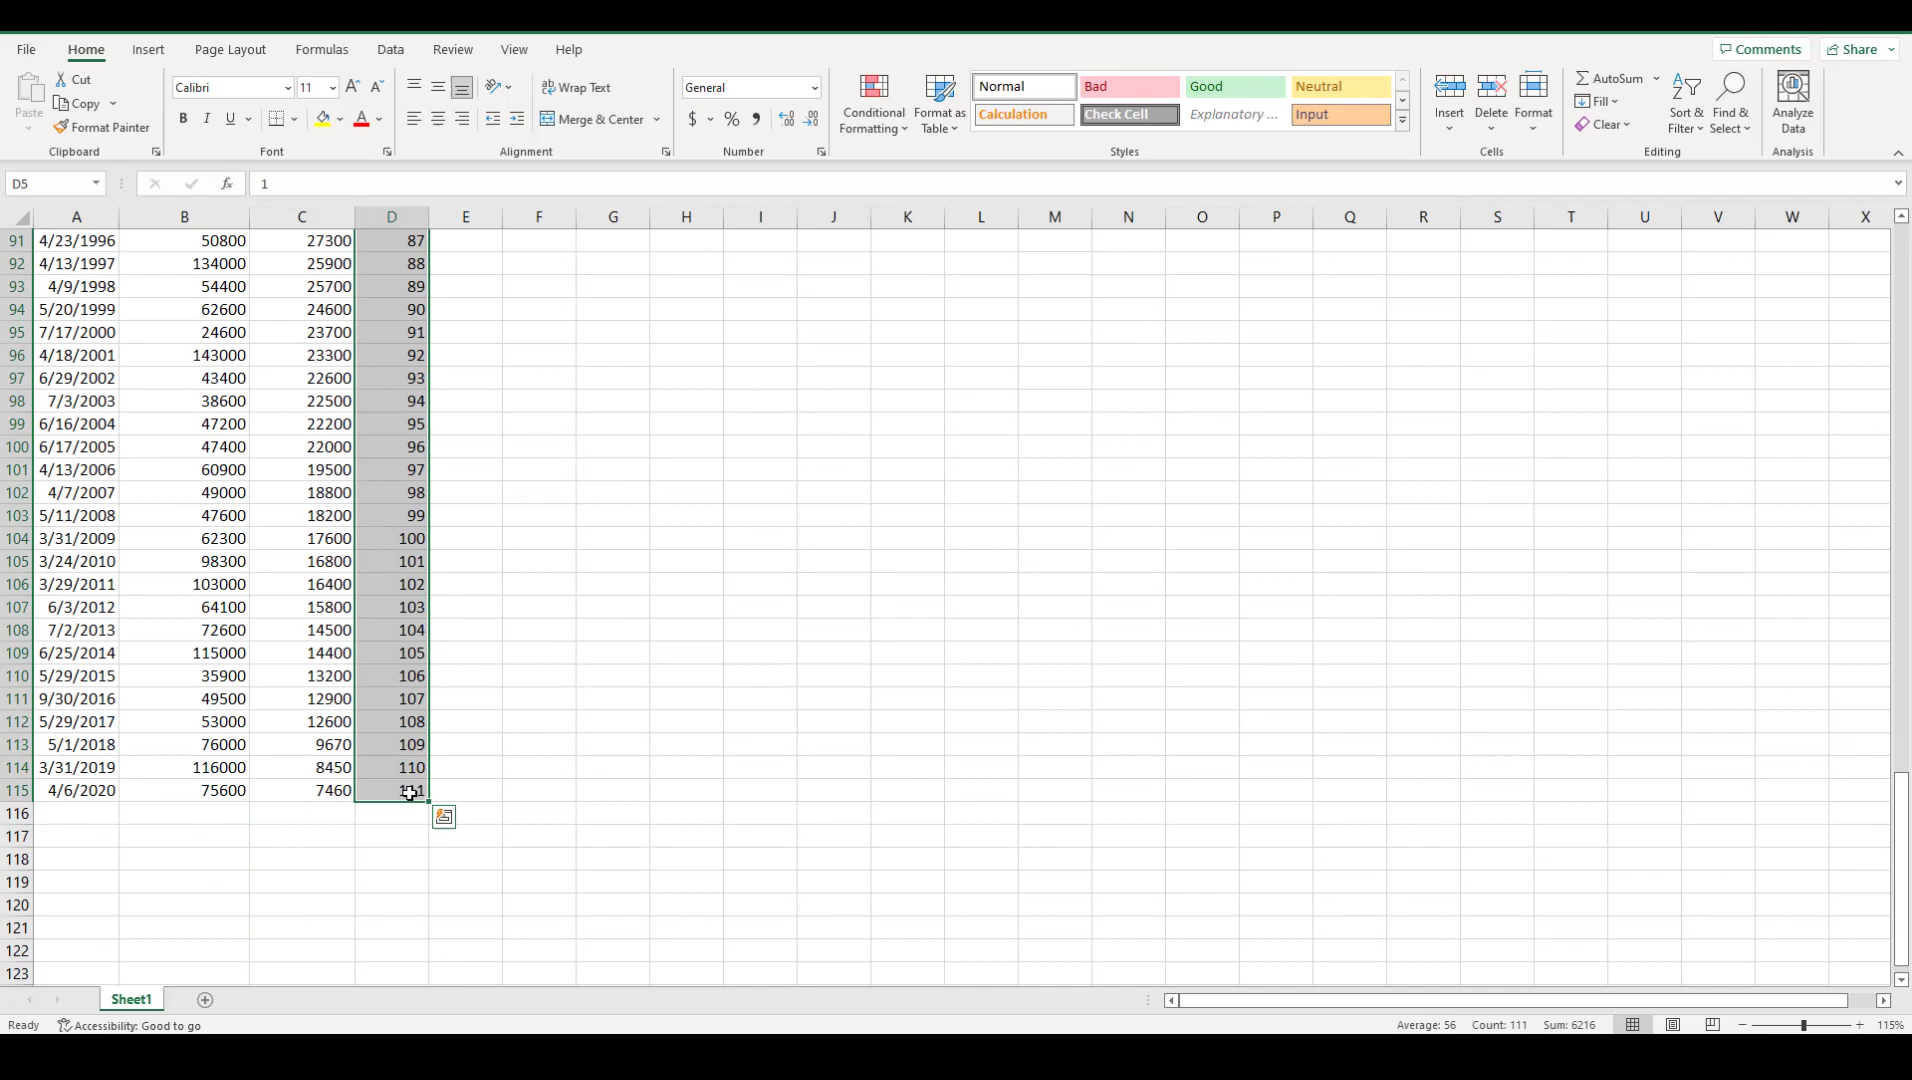 File Home Insert Page Layout Formulas Data Review View Help Comments Share
Paste Cut Copy Format Painter Clipboard
Calibri 11 A A B I U A Font
Wrap Text Merge & Center Alignment
General $ % 9 Number
Conditional Formatting Format as Table
Normal Bad Good Neutral
Calculation Check Cell Explanatory ... Input
Styles
Insert Delete Format Cells
AutoSum Fill Clear Sort & Filter Find & Select Editing
Analyze Data Analysis
D5 fx 1
A B C D E F G H I J K L M N O P Q R S T U V W X
91 4/23/1996 50800 27300 87
92 4/13/1997 134000 25900 88
93 4/9/1998 54400 25700 89
94 5/20/1999 62600 24600 90
95 7/17/2000 24600 23700 91
96 4/18/2001 143000 23300 92
97 6/29/2002 43400 22600 93
98 7/3/2003 38600 22500 94
99 6/16/2004 47200 22200 95
100 6/17/2005 47400 22000 96
101 4/13/2006 60900 19500 97
102 4/7/2007 49000 18800 98
103 5/11/2008 47600 18200 99
104 3/31/2009 62300 17600 100
105 3/24/2010 98300 16800 101
106 3/29/2011 103000 16400 102
107 6/3/2012 64100 15800 103
108 7/2/2013 72600 14500 104
109 6/25/2014 115000 14400 105
110 5/29/2015 35900 13200 106
111 9/30/2016 49500 12900 107
112 5/29/2017 53000 12600 108
113 5/1/2018 76000 9670 109
114 3/31/2019 116000 8450 110
115 4/6/2020 75600 7460
116
117
118
119
120
121
122
123
Sheet1
Ready Accessibility: Good to go Average: 56 Count: 111 Sum: 6216 115%